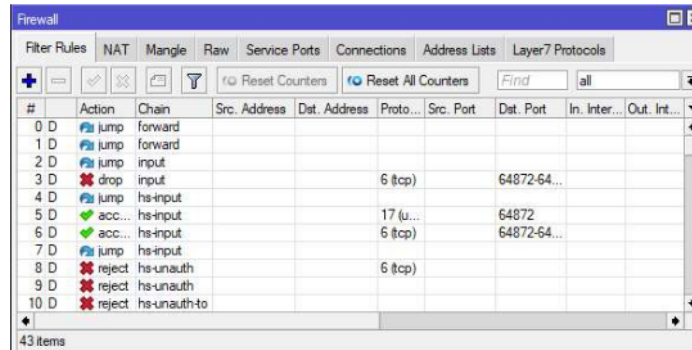 Firewall
Filter Rules NAT Mangle Raw Service Ports Connections Address Lists Layer7 Protocols
Reset Counters Reset All Counters Find all
# Action Chain Src. Address Dst. Address Proto... Src. Port Dst. Port In. Inter... Out. Int...
0 D jump forward
1 D jump forward
2 D jump input
3 D drop input 6 (tcp) 64872-64...
4 D jump hs-input
5 D acc... hs-input 17 (u... 64872
6 D acc... hs-input 6 (tcp) 64872-64...
7 D jump hs-input
8 D reject hs-unauth 6 (tcp)
9 D reject hs-unauth
10 D reject hs-unauth-to
43 items